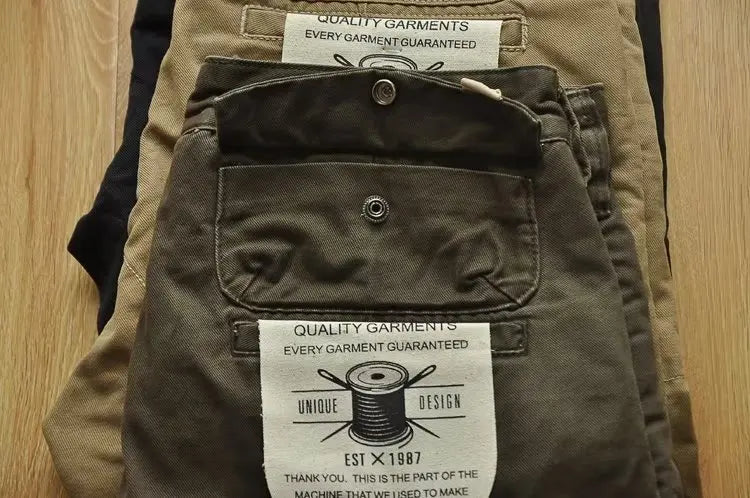 QUALITY GARMENTS
EVERY GARMENT GUARANTEED
QUALITY GARMENTS
EVERY GARMENT GUARANTEED
UNIQUE DESIGN
EST X 1987
THANK YOU. THIS IS THE PART OF THE
MACHINE THAT WE USED TO MAKE